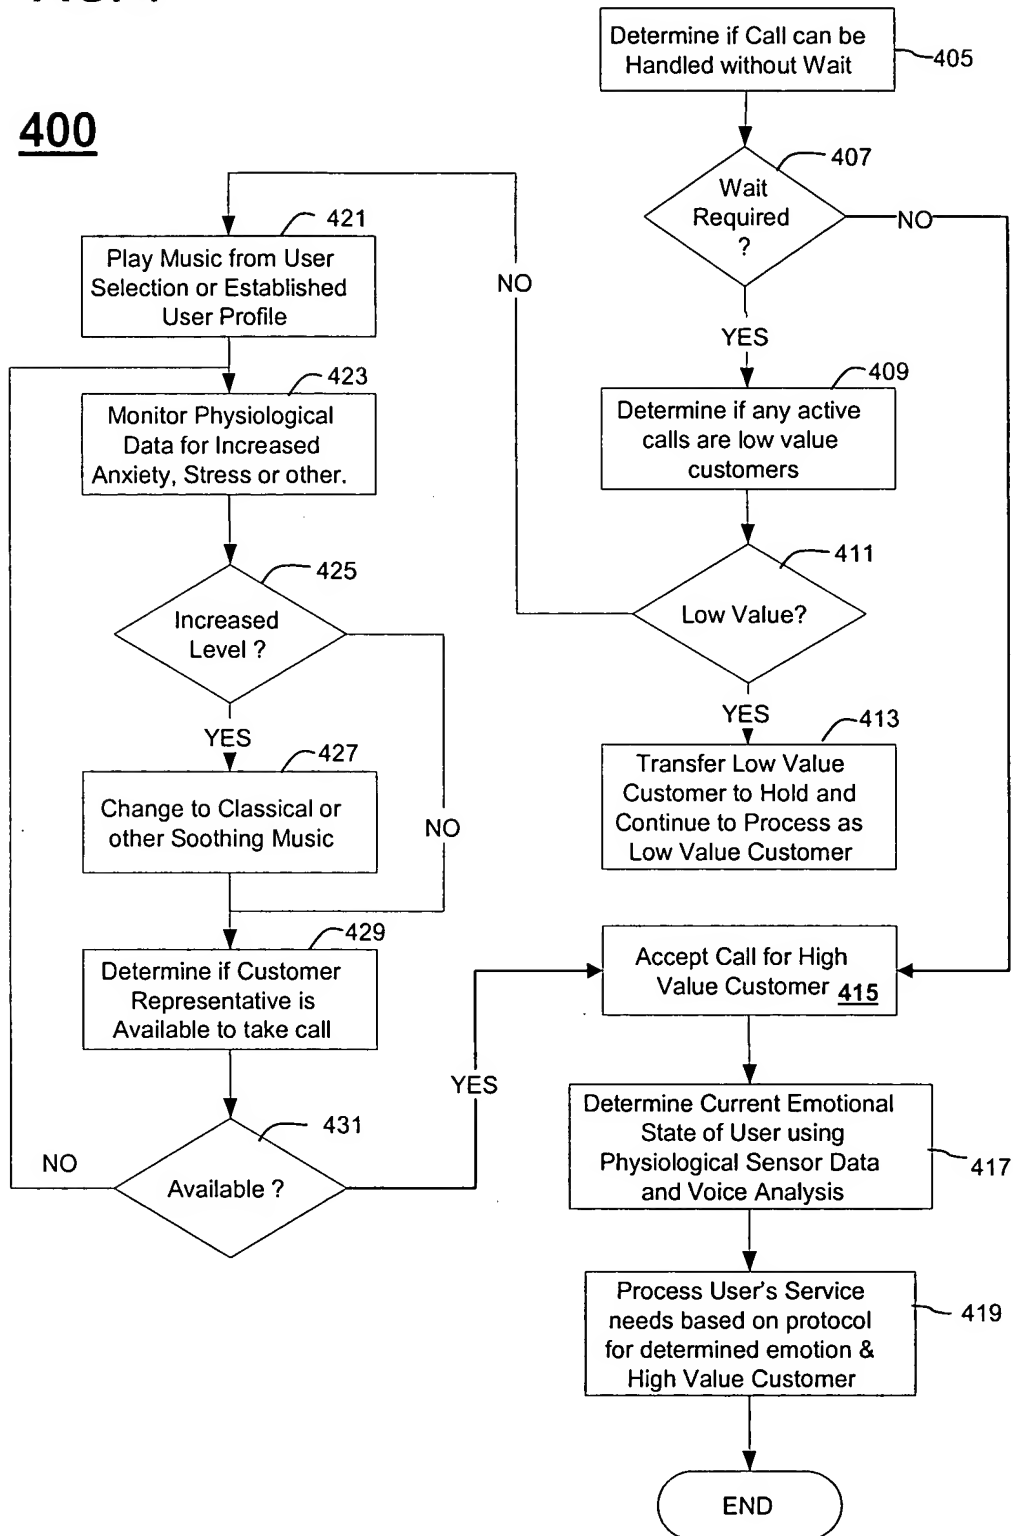 400
Determine if Call can be
Handled without Wait
405
407
Wait
Required
?
NO
YES
409
Determine if any active
calls are low value
customers
411
Low Value?
NO
YES
413
Transfer Low Value
Customer to Hold and
Continue to Process as
Low Value Customer
421
Play Music from User
Selection or Established
User Profile
423
Monitor Physiological
Data for Increased
Anxiety, Stress or other.
425
Increased
Level ?
YES
NO
427
Change to Classical or
other Soothing Music
429
Determine if Customer
Representative is
Available to take call
431
Available ?
NO
YES
Accept Call for High
Value Customer 415
Determine Current Emotional
State of User using
Physiological Sensor Data
and Voice Analysis
417
Process User's Service
needs based on protocol
for determined emotion &
High Value Customer
419
END